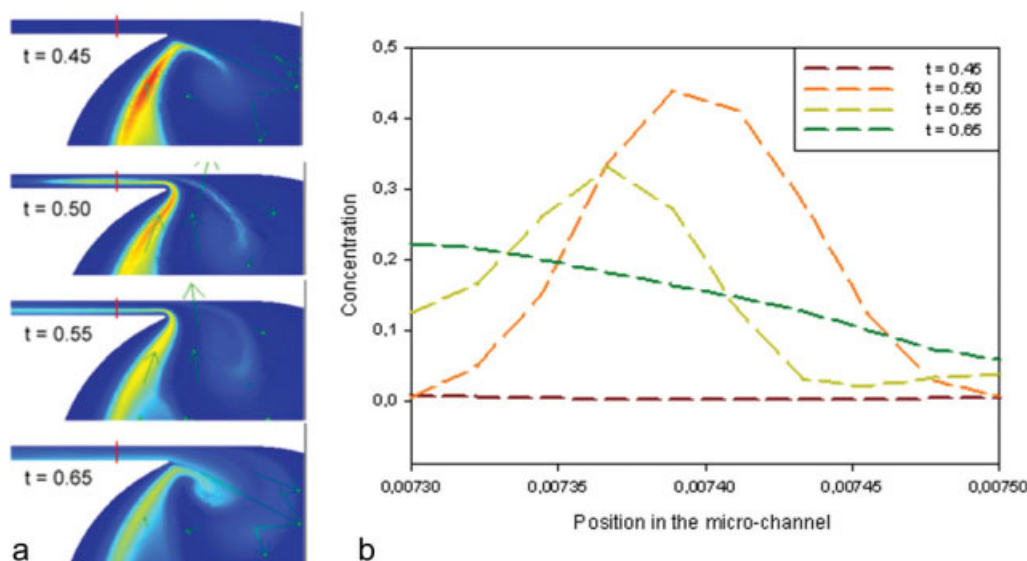 t = 0.45
t = 0.50
t = 0.55
t = 0.65
a
b
0,5
0,4
0,3
0,2
0,1
0,0
Concentration
0,00730
0,00735
0,00740
0,00745
0,00750
Position in the micro-channel
t = 0.45
t = 0.50
t = 0.55
t = 0.65